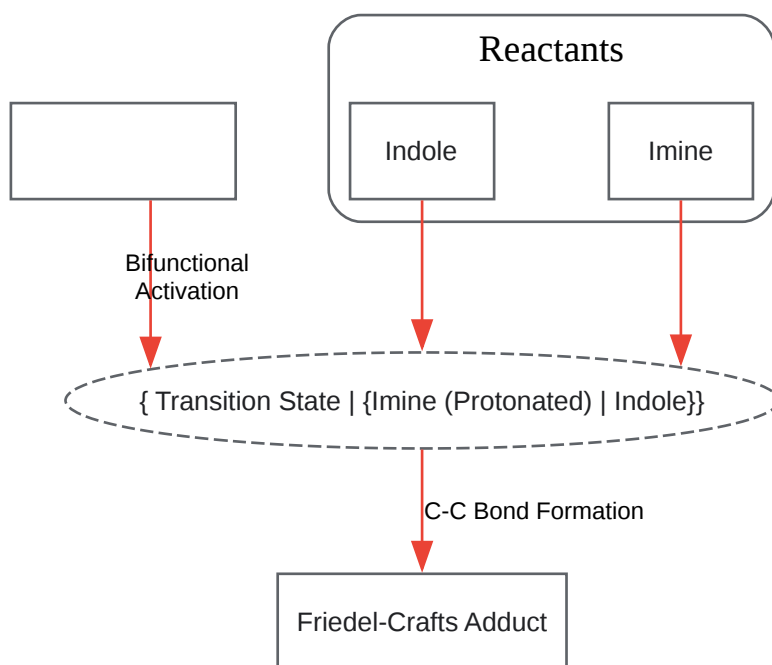 Reactants
Indole
Imine
Bifunctional
Activation
{ Transition State | {Imine (Protonated) | Indole}}
C-C Bond Formation
Friedel-Crafts Adduct